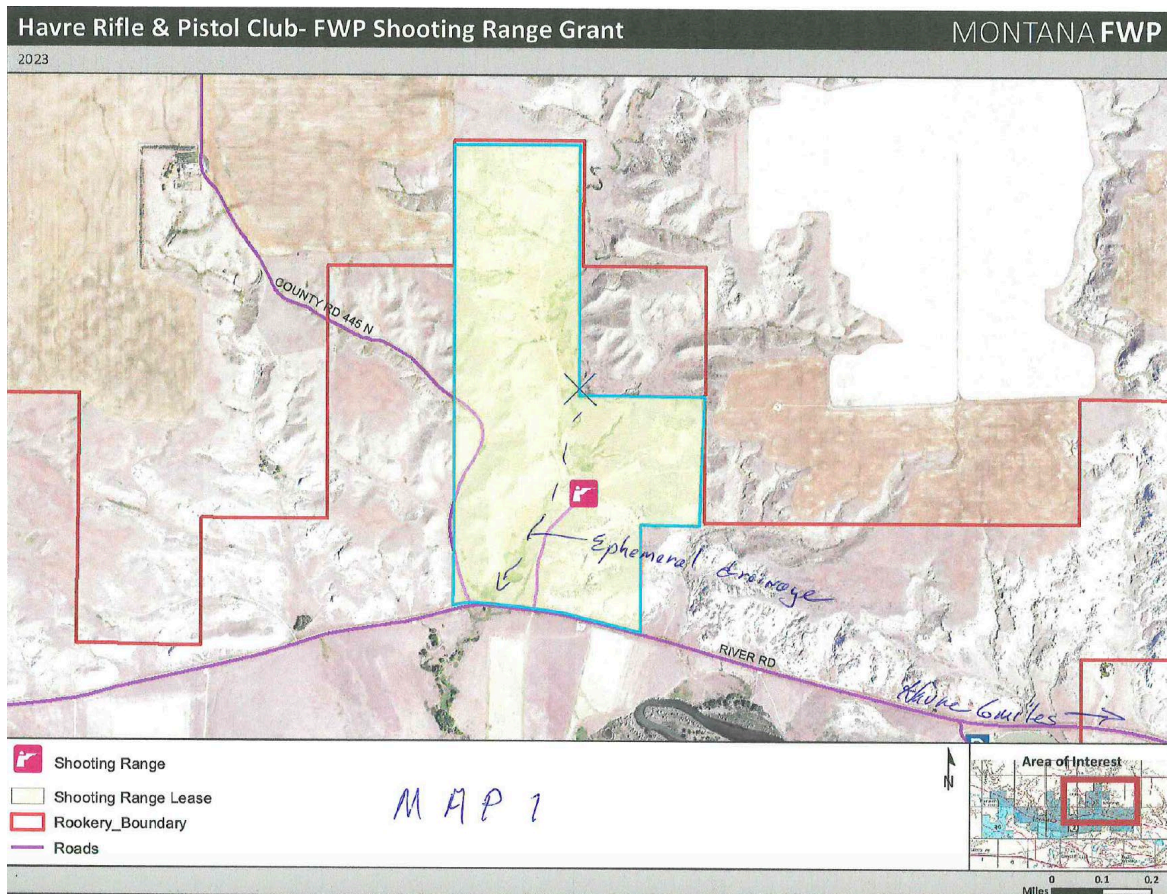 Havre Rifle & Pistol Club- FWP Shooting Range Grant
MONTANA FWP
2023
COUNTY RD 445 N
Ephemeral drainage
RIVER RD
Havre 6 miles
Shooting Range
Shooting Range Lease
Rookery_Boundary
Roads
MAP 1
N
Area of Interest
0 0.1 0.2
Miles